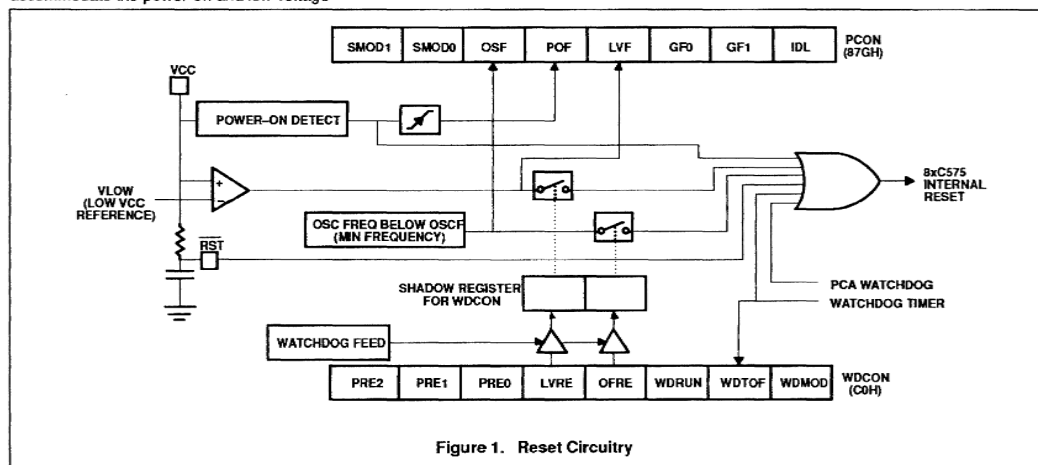 SMOD1 SMOD0 OSF POF LVF GF0 GF1 IDL
PCON
(87GH)
VCC
POWER–ON DETECT
VLOW
(LOW VCC
REFERENCE)
+
–
8xC575
INTERNAL
RESET
OSC FREQ BELOW OSCF
(MIN FREQUENCY)
RST
SHADOW REGISTER
FOR WDCON
PCA WATCHDOG
WATCHDOG TIMER
WATCHDOG FEED
PRE2 PRE1 PRE0 LVRE OFRE WDRUN WDTOF WDMOD
WDCON
(C0H)
Figure 1. Reset Circuitry